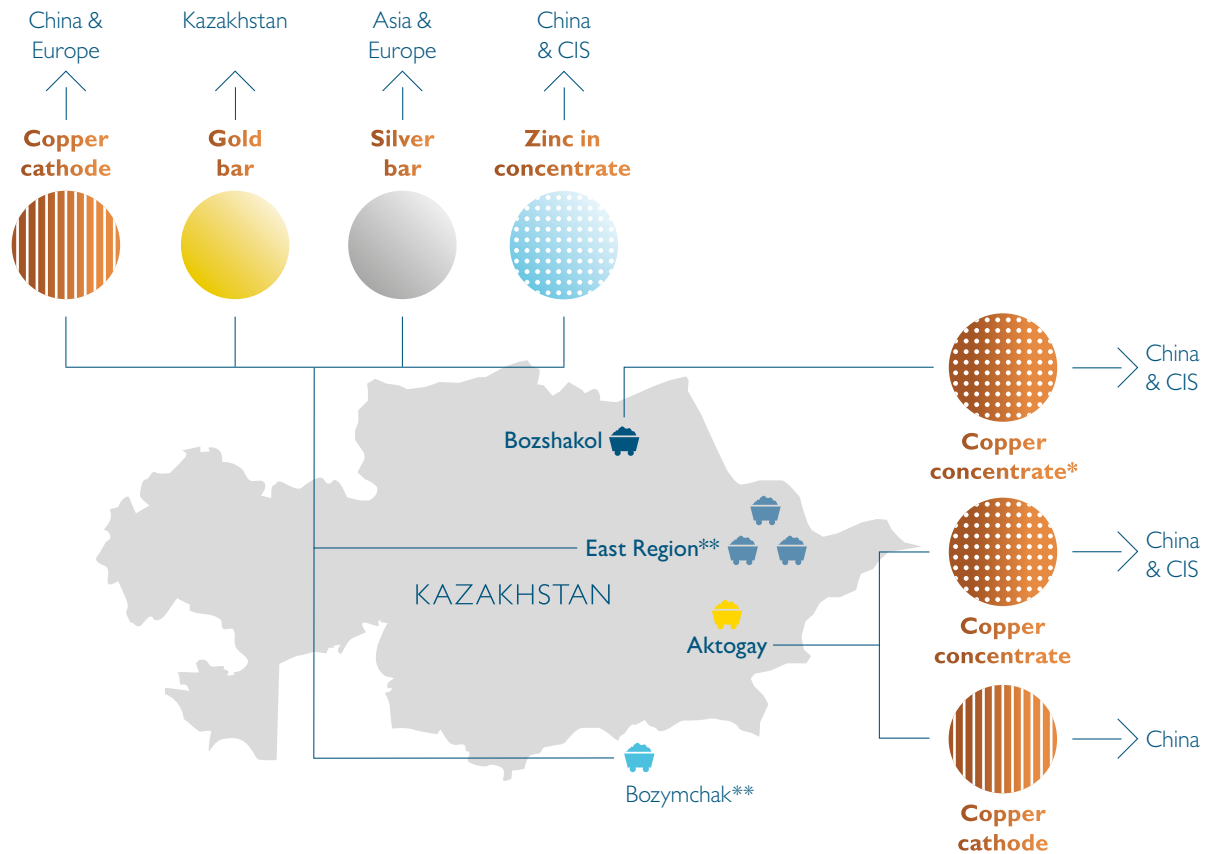 China &
Europe
Kazakhstan
Asia &
Europe
China
& CIS
Copper
cathode
Gold
bar
Silver
bar
Zinc in
concentrate
China
& CIS
Copper
concentrate*
Bozshakol
East Region**
China
& CIS
KAZAKHSTAN
Copper
concentrate
Aktogay
China
Bozymchak**
Copper
cathode